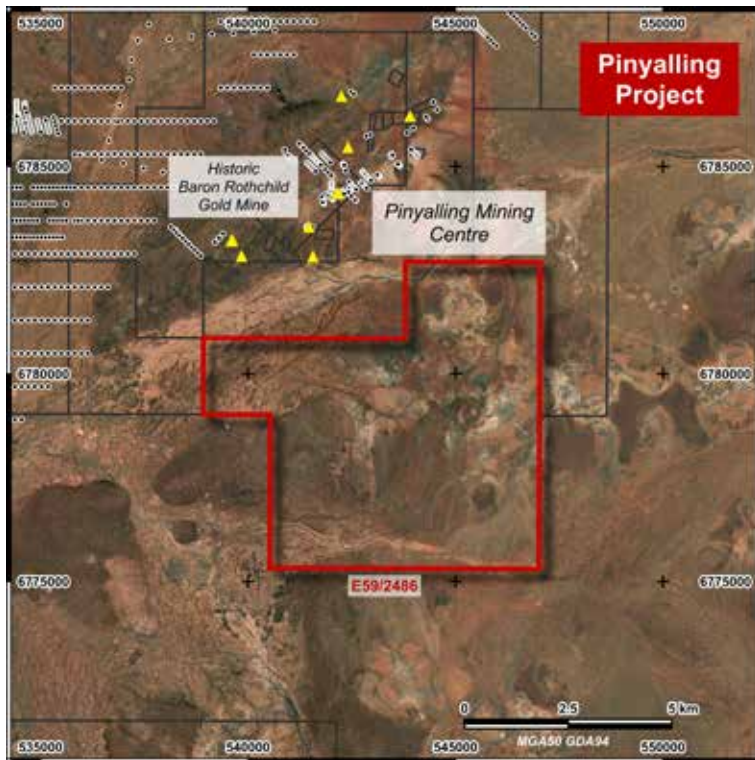 535000
540000
545000
550000
Pinyalling
Project
6785000
6785000
Historic
Baron Rothchild
Gold Mine
Pinyalling Mining
Centre
6780000
6780000
6775000
6775000
E59/2486
0
2.5
5 km
MGA50 GDA94
535000
540000
545000
550000